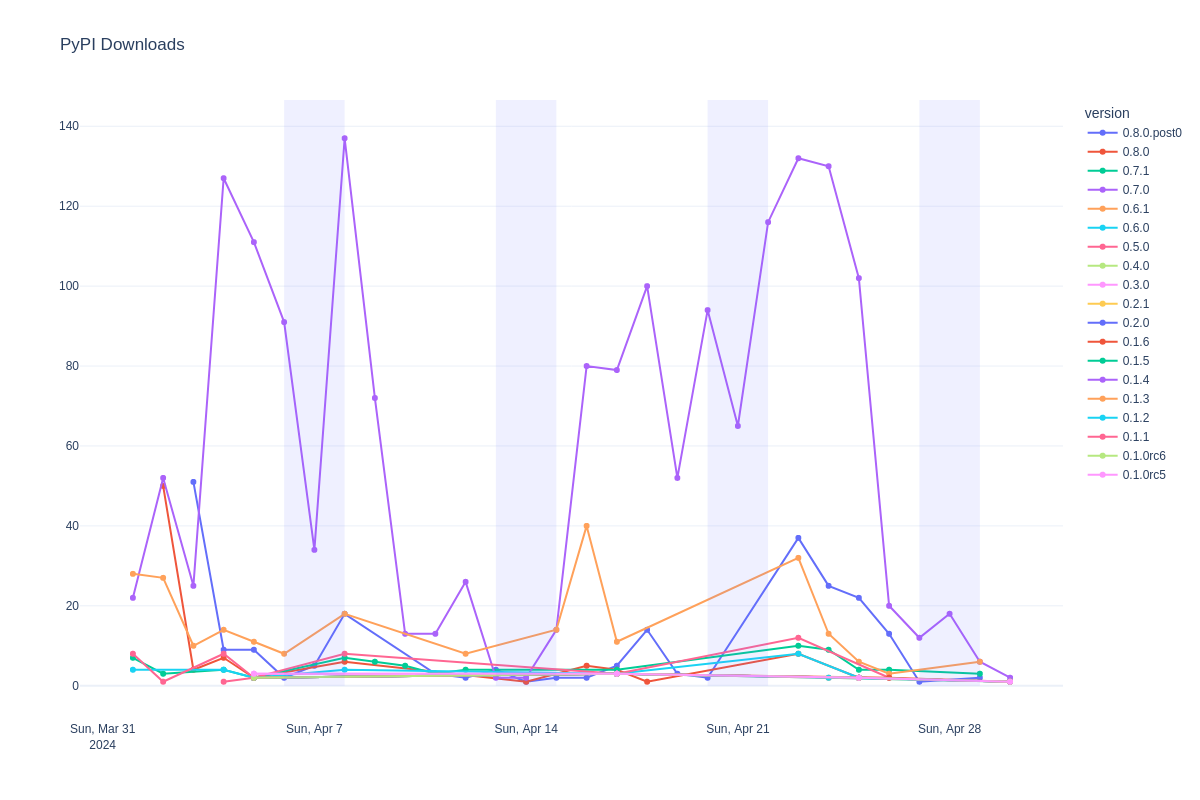 PyPI Downloads
140
120
100
80
60
40
20
0
Sun, Mar 31
2024
Sun, Apr 7
Sun, Apr 14
Sun, Apr 21
Sun, Apr 28
version
0.8.0.post0
0.8.0
0.7.1
0.7.0
0.6.1
0.6.0
0.5.0
0.4.0
0.3.0
0.2.1
0.2.0
0.1.6
0.1.5
0.1.4
0.1.3
0.1.2
0.1.1
0.1.0rc6
0.1.0rc5